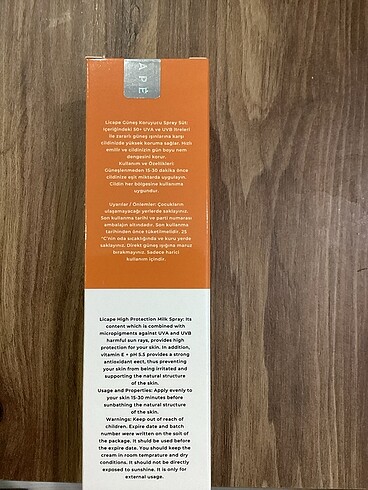 APE
Licape Güneş Koruyucu Sprey Süt:
İçeriğindeki 50+ UVA ve UVB filreleri
ile zararlı güneş ışınlarına karşı
cildinizde yüksek koruma sağlar. Hızlı
emilir ve cildinizin gün boyu nem
dengesini korur.
Kullanım ve Özellikleri:
Güneşlenmeden 15-30 dakika önce
cildinize eşit miktarda uygulayın.
Cildin her bölgesine kullanıma
uygundur.
Uyarılar / Önlemler: Çocukların
ulaşamayacağı yerlerde saklayınız.
Son kullanma tarihi ve parti numarası
ambalajın altındadır. Son kullanma
tarihinden önce tüketilmelidir. 25
°C'nin oda sıcaklığında ve kuru yerde
saklayınız. Direkt güneş ışığına maruz
bırakmayınız. Sadece harici
kullanım içindir.
Licape High Protection Milk Spray: Its
content which is combined with
micropigments against UVA and UVB
harmful sun rays, provides high
protection for your skin. In addition,
vitamin E + pH 5.5 provides a strong
antioxidant eect, thus preventing
your skin from being irritated and
supporting the natural structure
of the skin.
Usage and Properties: Apply evenly to
your skin 15-30 minutes before
sunbathing the natural structure
of the skin.
Warnings: Keep out of reach of
children. Expire date and batch
number were written on the soit of
the package. It shuld be used before
the expire date. You should keep the
cream in room temprature and dry
conditions. It should not be directly
exposed to sunshine. It is only for
external usage.